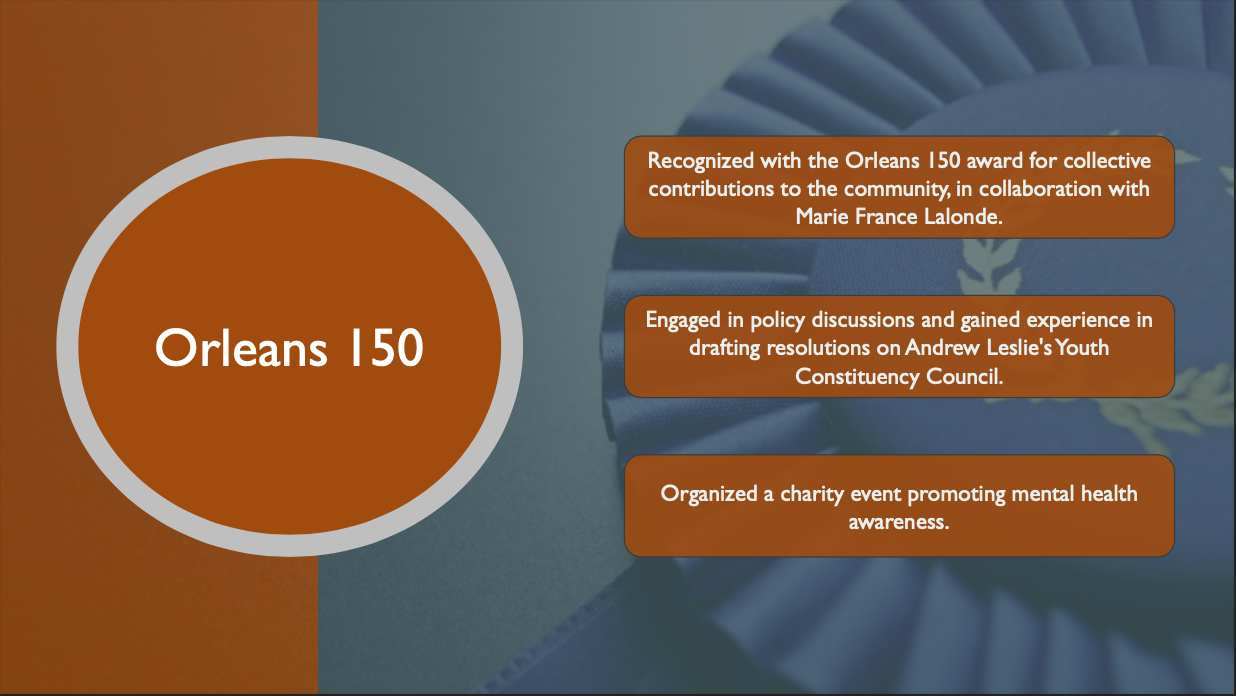 Orleans 150
Recognized with the Orleans 150 award for collective
contributions to the community, in collaboration with
Marie France Lalonde.
Engaged in policy discussions and gained experience in
drafting resolutions on Andrew Leslie's Youth
Constituency Council.
Organized a charity event promoting mental health
awareness.